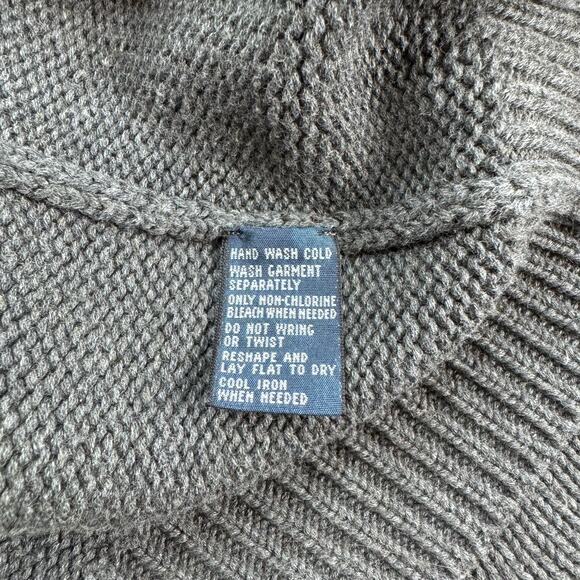 HAND WASH COLD
WASH GARMENT
SEPARATELY
ONLY NON-CHLORINE
BLEACH WHEN NEEDED
DO NOT WRING
OR TWIST
RESHAPE AND
LAY FLAT TO DRY
COOL IRON
WHEN NEEDED